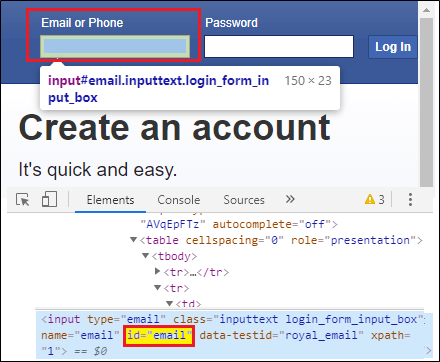 Email or Phone Password
Log In
input#email.inputtext.login_form_in
put_box 150 × 23
Create an account
It's quick and easy.
Elements Console Sources » 3
"AVqEpFTz" autocomplete="off">
▼<table cellspacing="0" role="presentation">
▼<tbody>
▶<tr>…</tr>
▼<tr>
▼<td>
<input type="email" class="inputtext login_form_input_box"
name="email" id="email" data-testid="royal_email" xpath=
"1"> == $0